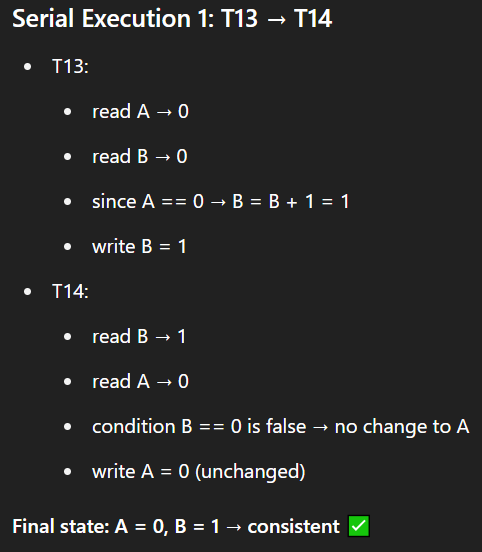 Serial Execution 1: T13 → T14
• T13:
• read A → 0
• read B → 0
• since A == 0 → B = B + 1 = 1
• write B = 1
• T14:
• read B → 1
• read A → 0
• condition B == 0 is false → no change to A
• write A = 0 (unchanged)
Final state: A = 0, B = 1 → consistent ✅